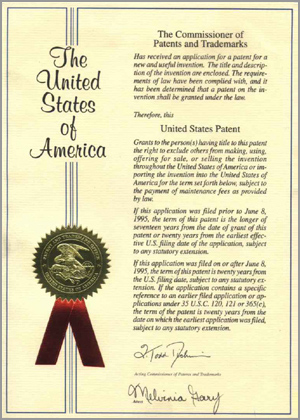 The
United
States
of
America
The Commissioner of
Patents and Trademarks
Has received an application for a patent for a
new and useful invention. The title and descrip-
tion of the invention are enclosed. The require-
ments of law have been complied with, and it
has been determined that a patent on the in-
vention shall be granted under the law.
Therefore, this
United States Patent
Grants to the person(s) having title to this patent
the right to exclude others from making, using,
offering for sale, or selling the invention
throughout the United States of America or im-
porting the invention into the United States of
America for the term set forth below, subject to
the payment of maintenance fees as provided
by law.
If this application was filed prior to June 8,
1995, the term of this patent is the longer of
seventeen years from the date of grant of this
patent or twenty years from the earliest effec-
tive U.S. filing date of the application, subject
to any statutory extension.
If this application was filed on or after June 8,
1995, the term of this patent is twenty years from
the U.S. filing date, subject to any statutory ex-
tension. If the application contains a specific
reference to an earlier filed application or ap-
plications under 35 U.S.C. 120, 121 or 365(c),
the term of the patent is twenty years from the
date on which the earliest application was filed,
subject to any statutory extension.
Acting Commissioner of Patents and Trademarks
Melvinia Gary
Attest